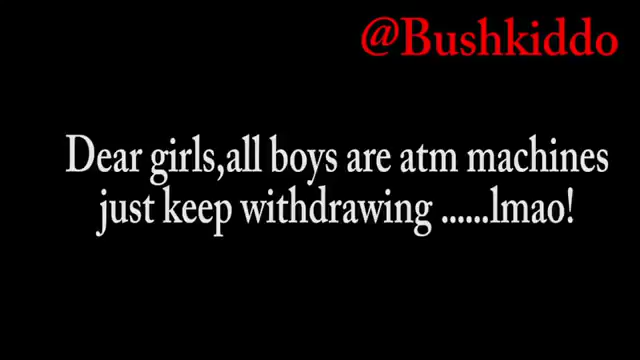 @Bushkiddo
Dear girls,all boys are atm machines
just keep withdrawing ......lmao!